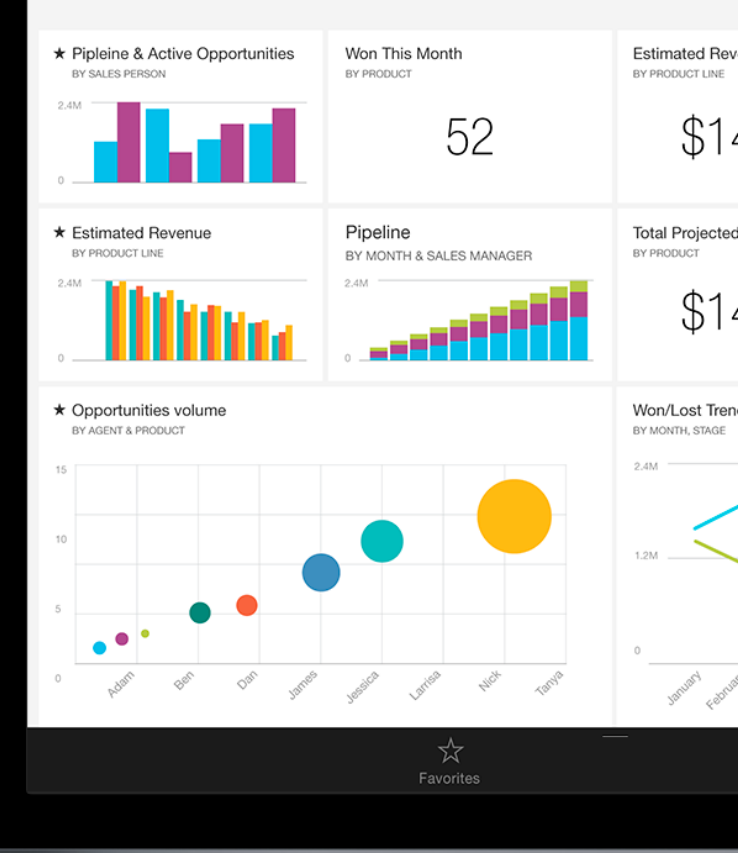 ★ Pipleine & Active Opportunities
BY SALES PERSON
2.4M
0
Won This Month
BY PRODUCT
52
Estimated Rev
BY PRODUCT LINE
$14
★ Estimated Revenue
BY PRODUCT LINE
2.4M
0
Pipeline
BY MONTH & SALES MANAGER
2.4M
0
Total Projected
BY PRODUCT
$14
★ Opportunities volume
BY AGENT & PRODUCT
15
10
5
0
Adam
Ben
Dan
James
Jessica
Larrisa
Nick
Tanya
Won/Lost Tren
BY MONTH, STAGE
2.4M
1.2M
0
January
Februar
Favorites